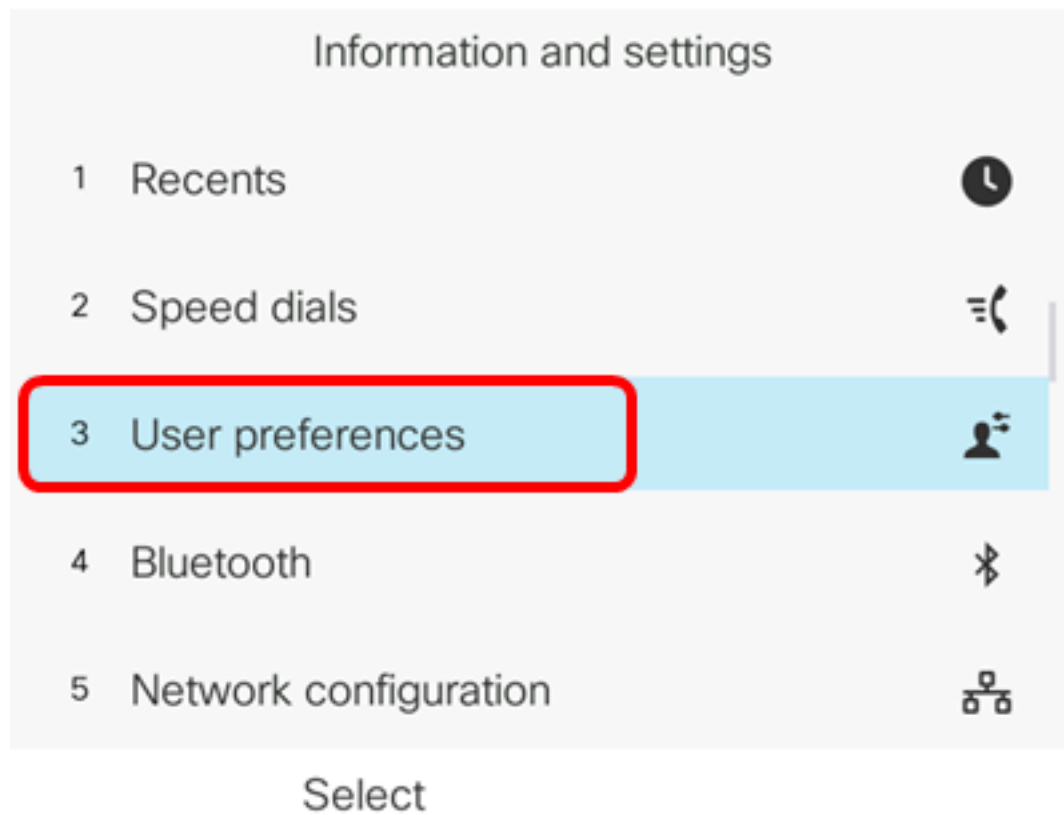 Information and settings
1 Recents
2 Speed dials
3 User preferences
4 Bluetooth
5 Network configuration
Select